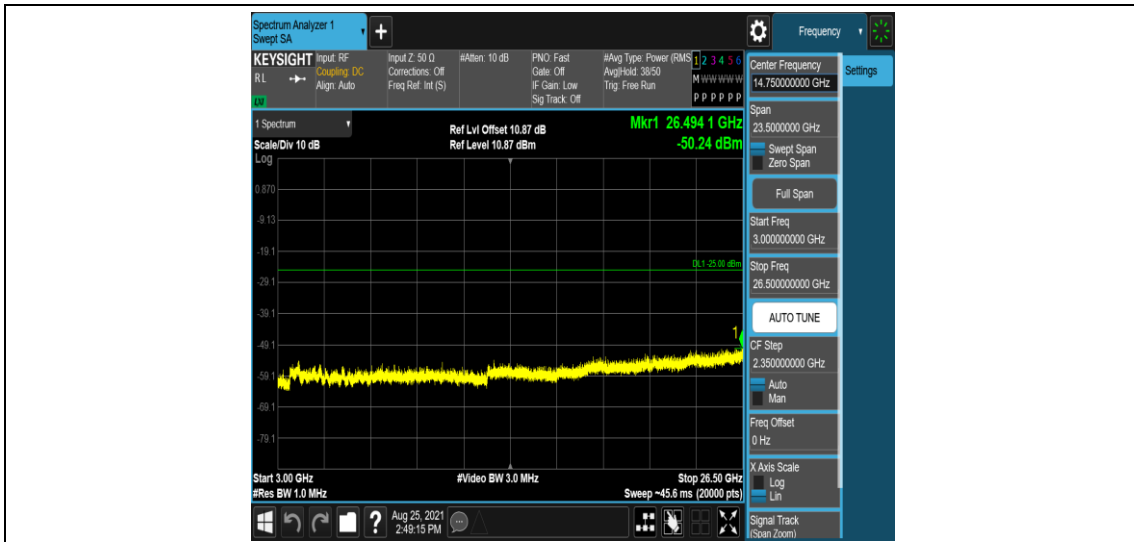 Spectrum Analyzer 1
Swept SA
+
Frequency
KEYSIGHT
RL
LXI
Input: RF
Coupling: DC
Align: Auto
Input Z: 50 Ω
Corrections: Off
Freq Ref: Int (S)
#Atten: 10 dB
PNO: Fast
Gate: Off
IF Gain: Low
Sig Track: Off
#Avg Type: Power (RMS
Avg|Hold: 38/50
Trig: Free Run
1 2 3 4 5 6
M W W W W W
P P P P P P
1 Spectrum
Scale/Div 10 dB
Log
Ref Lvl Offset 10.87 dB
Ref Level 10.87 dBm
Mkr1 26.494 1 GHz
-50.24 dBm
0.870
-9.13
-19.1
DL1 -25.00 dBm
-29.1
-39.1
1
-49.1
-59.1
-69.1
-79.1
Start 3.00 GHz
#Video BW 3.0 MHz
Stop 26.50 GHz
#Res BW 1.0 MHz
Sweep ~45.6 ms (20000 pts)
?
Aug 25, 2021
2:49:15 PM
Center Frequency
14.750000000 GHz
Settings
Span
23.5000000 GHz
Swept Span
Zero Span
Full Span
Start Freq
3.000000000 GHz
Stop Freq
26.500000000 GHz
AUTO TUNE
CF Step
2.350000000 GHz
Auto
Man
Freq Offset
0 Hz
X Axis Scale
Log
Lin
Signal Track
(Span Zoom)